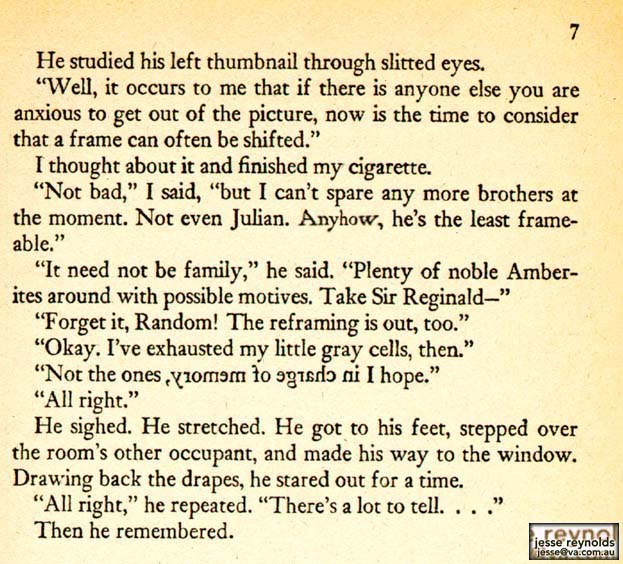 7
He studied his left thumbnail through slitted eyes.
“Well, it occurs to me that if there is anyone else you are
anxious to get out of the picture, now is the time to consider
that a frame can often be shifted.”
I thought about it and finished my cigarette.
“Not bad,” I said, “but I can’t spare any more brothers at
the moment. Not even Julian. Anyhow, he’s the least frame-
able.”
“It need not be family,” he said. “Plenty of noble Amber-
ites around with possible motives. Take Sir Reginald—”
“Forget it, Random! The reframing is out, too.”
“Okay. I’ve exhausted my little gray cells, then.”
“Not the ones in charge of memory, I hope.”
“All right.”
He sighed. He stretched. He got to his feet, stepped over
the room’s other occupant, and made his way to the window.
Drawing back the drapes, he stared out for a time.
“All right,” he repeated. “There’s a lot to tell. . . .”
Then he remembered.
reyno
jesse reynolds
jesse@va.com.au